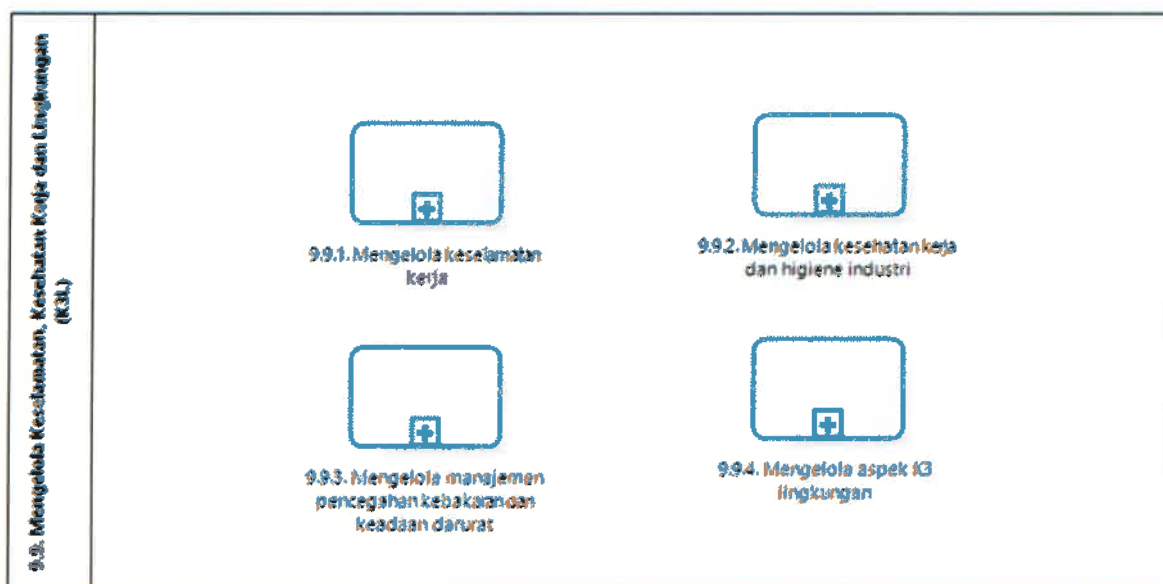 9.9. Mengelola Keselamatan, Kesehatan Kerja dan Lingkungan
(K3L)
9.9.1. Mengelola keselamatan
kerja
9.9.2. Mengelola kesehatan kerja
dan higiene industri
9.9.3. Mengelola manajemen
pencegahan kebakaran dan
keadaan darurat
9.9.4. Mengelola aspek K3
lingkungan